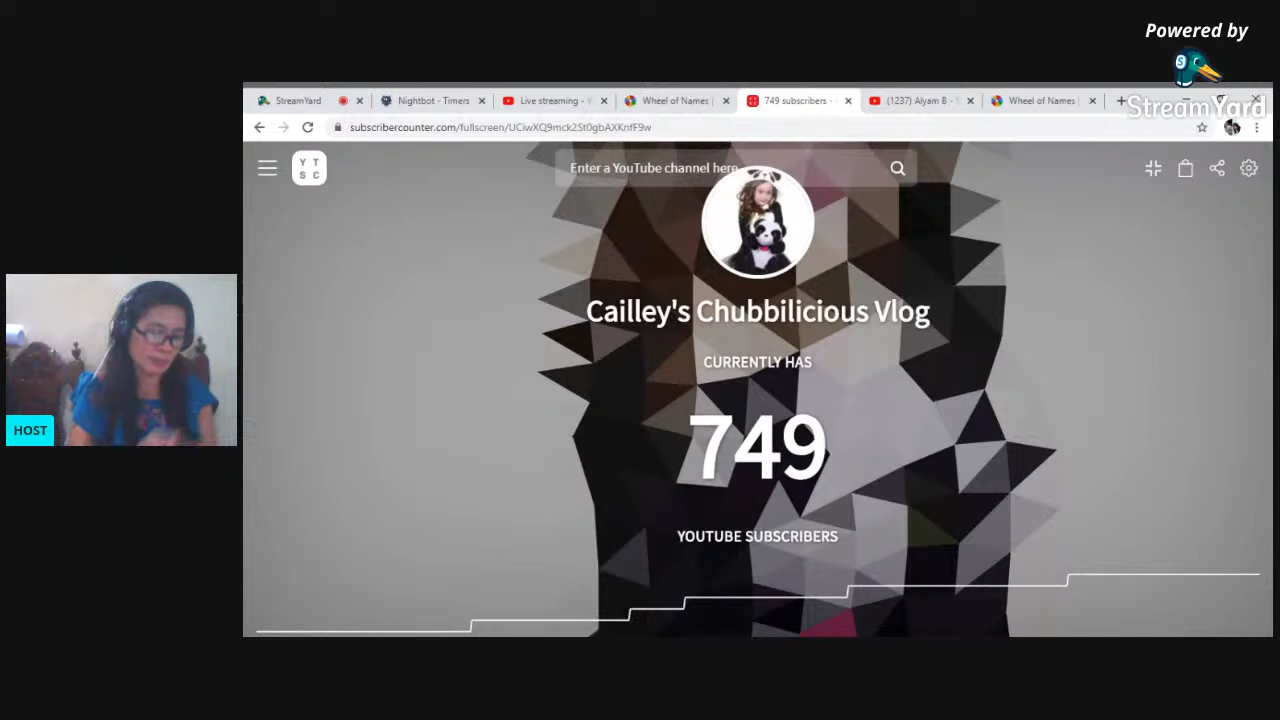 Powered by
StreamYard
StreamYard
Nightbot - Timers
Live streaming - Y
Wheel of Names |
749 subscribers -
(1237) Alyam B -
Wheel of Names |
subscribercounter.com/fullscreen/UCiwXQ9mck2St0gbAXKnfF9w
Y T
S C
Enter a YouTube channel here
Cailley's Chubbilicious Vlog
CURRENTLY HAS
749
YOUTUBE SUBSCRIBERS
HOST